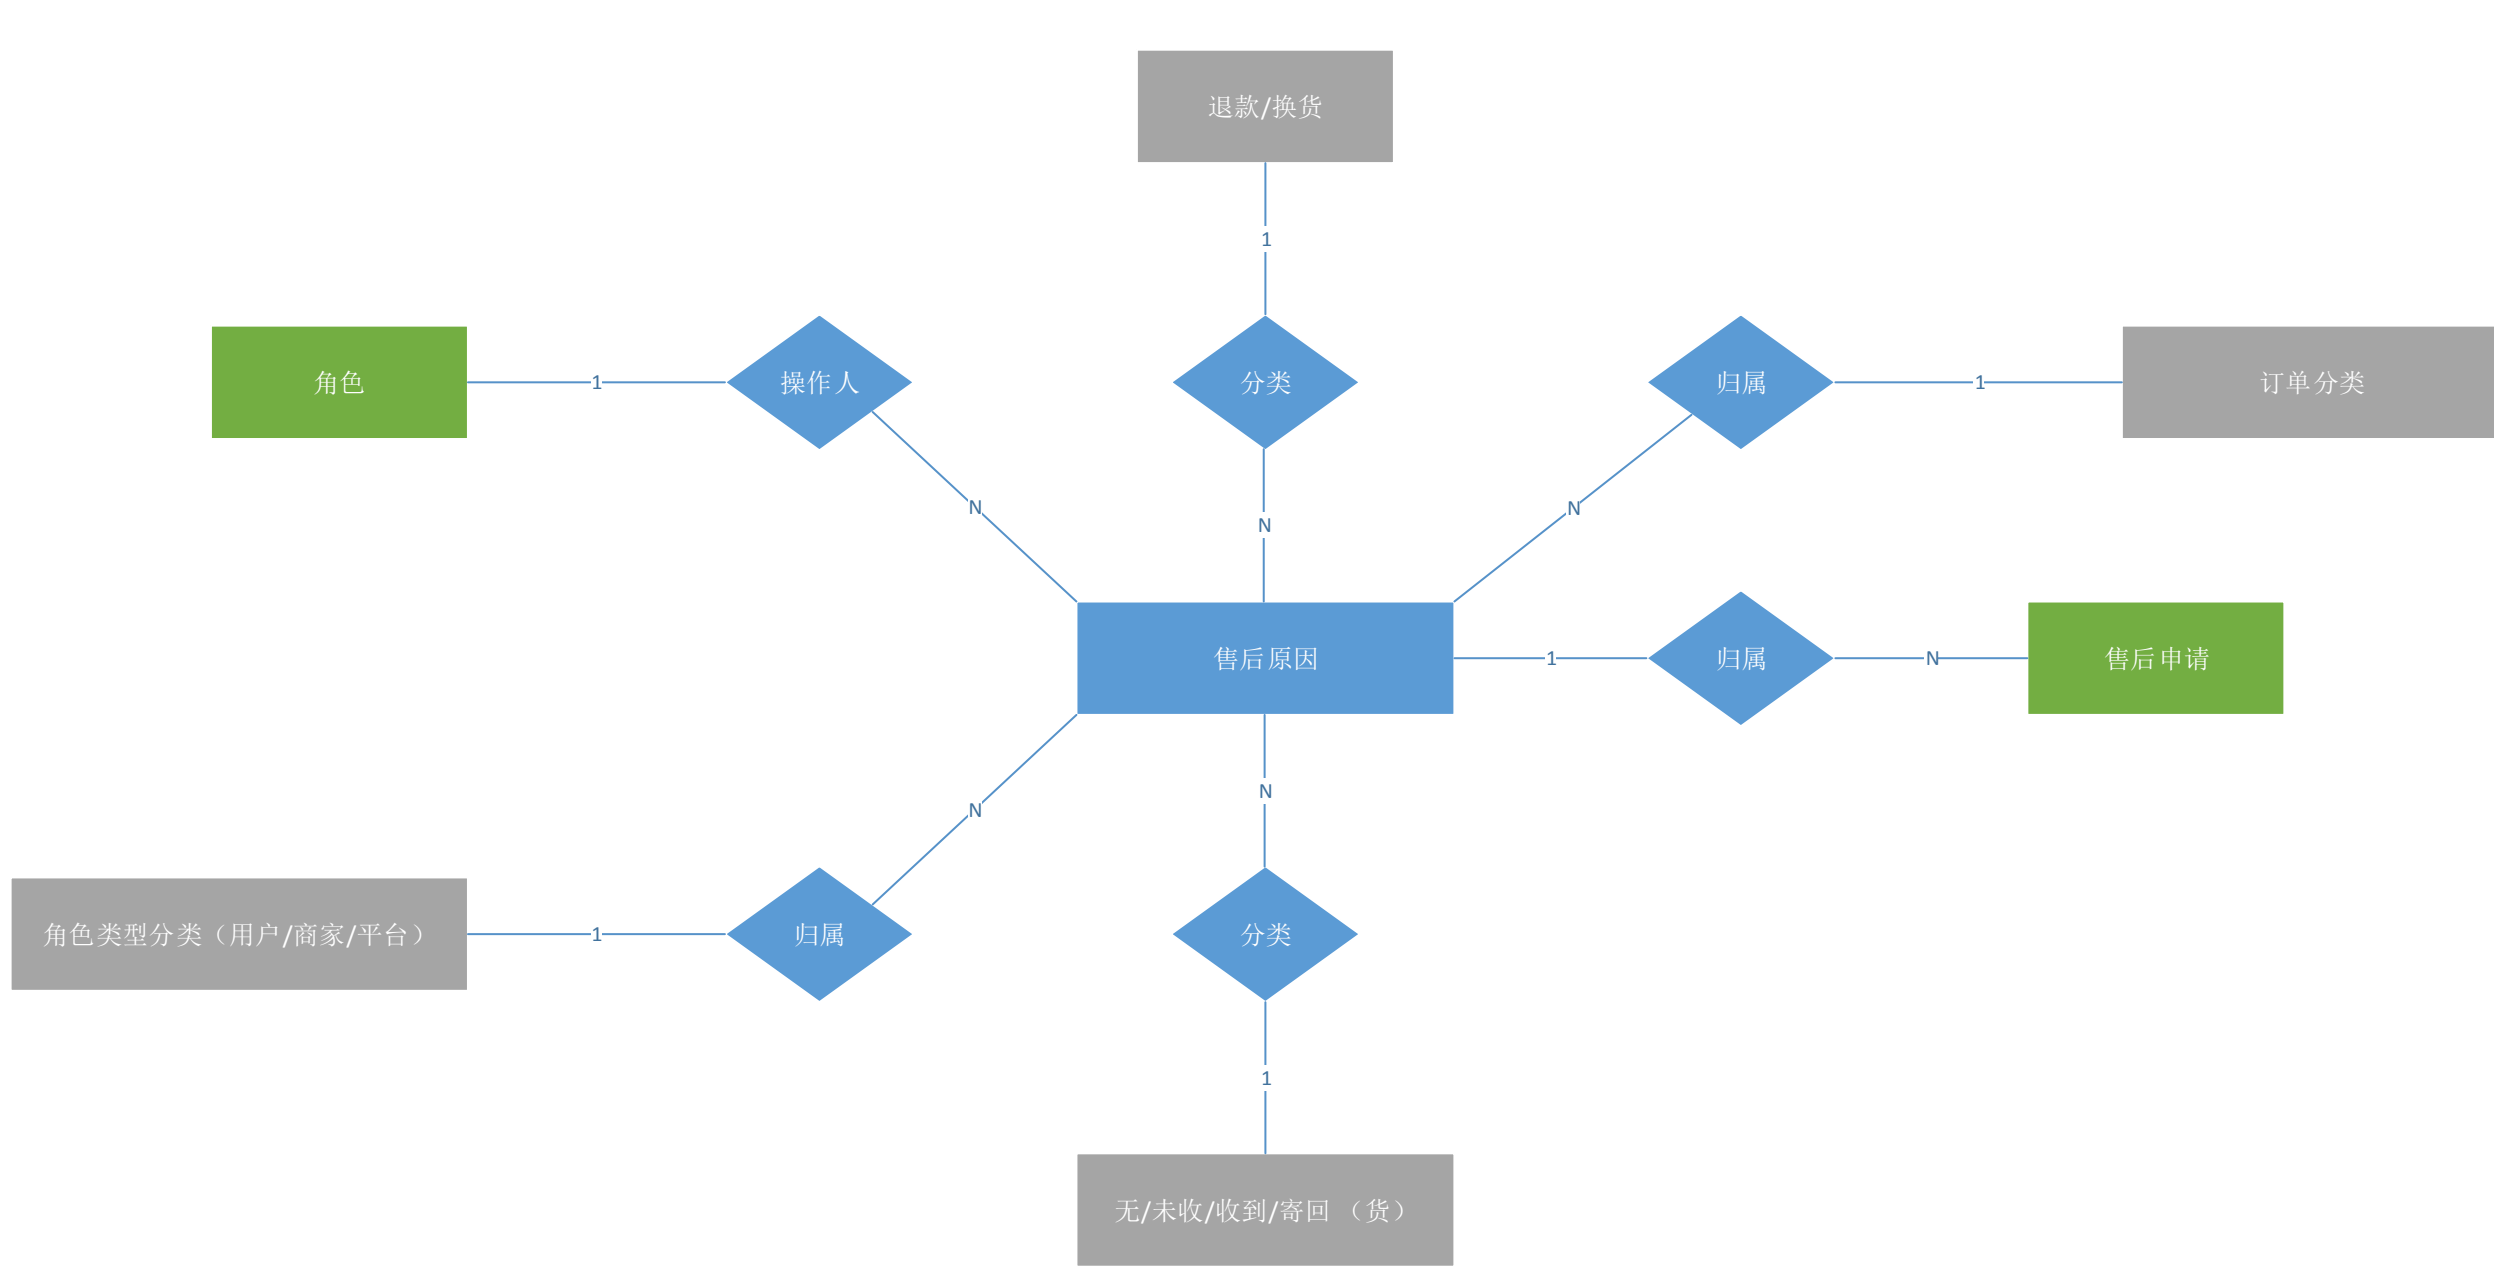 退款/换货
1
角色
1
操作人
分类
归属
1
订单分类
N
N
N
售后原因
1
归属
N
售后申请
N
N
角色类型分类（用户/商家/平台）
1
归属
分类
1
无/未收/收到/寄回 （货）